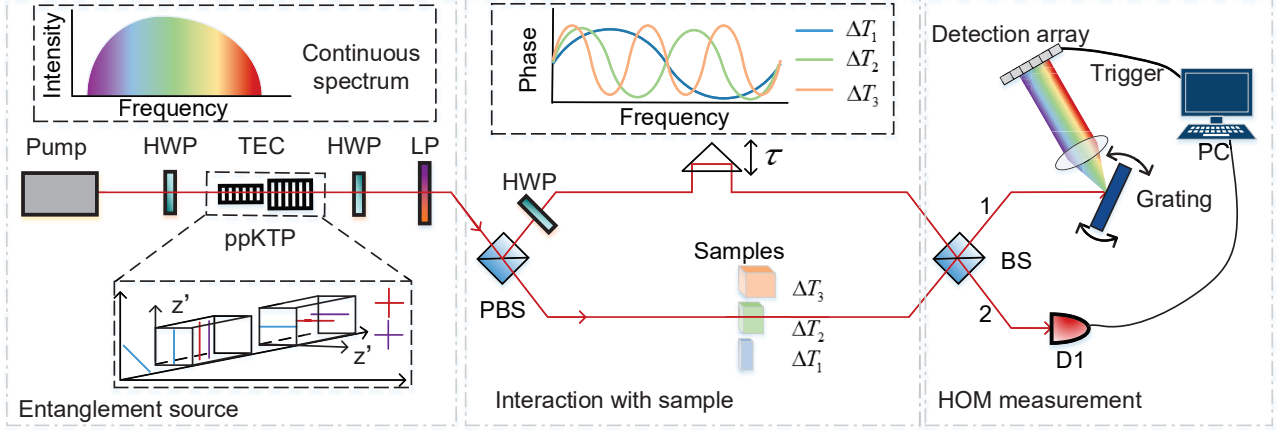 Intensity
Continuous
spectrum
Frequency
Pump
HWP
TEC
HWP
LP
ppKTP
z'
z'
Entanglement source
Phase
ΔT₁
ΔT₂
ΔT₃
Frequency
τ
HWP
PBS
Samples
ΔT₃
ΔT₂
ΔT₁
Interaction with sample
Detection array
Trigger
PC
Grating
1
BS
2
D1
HOM measurement